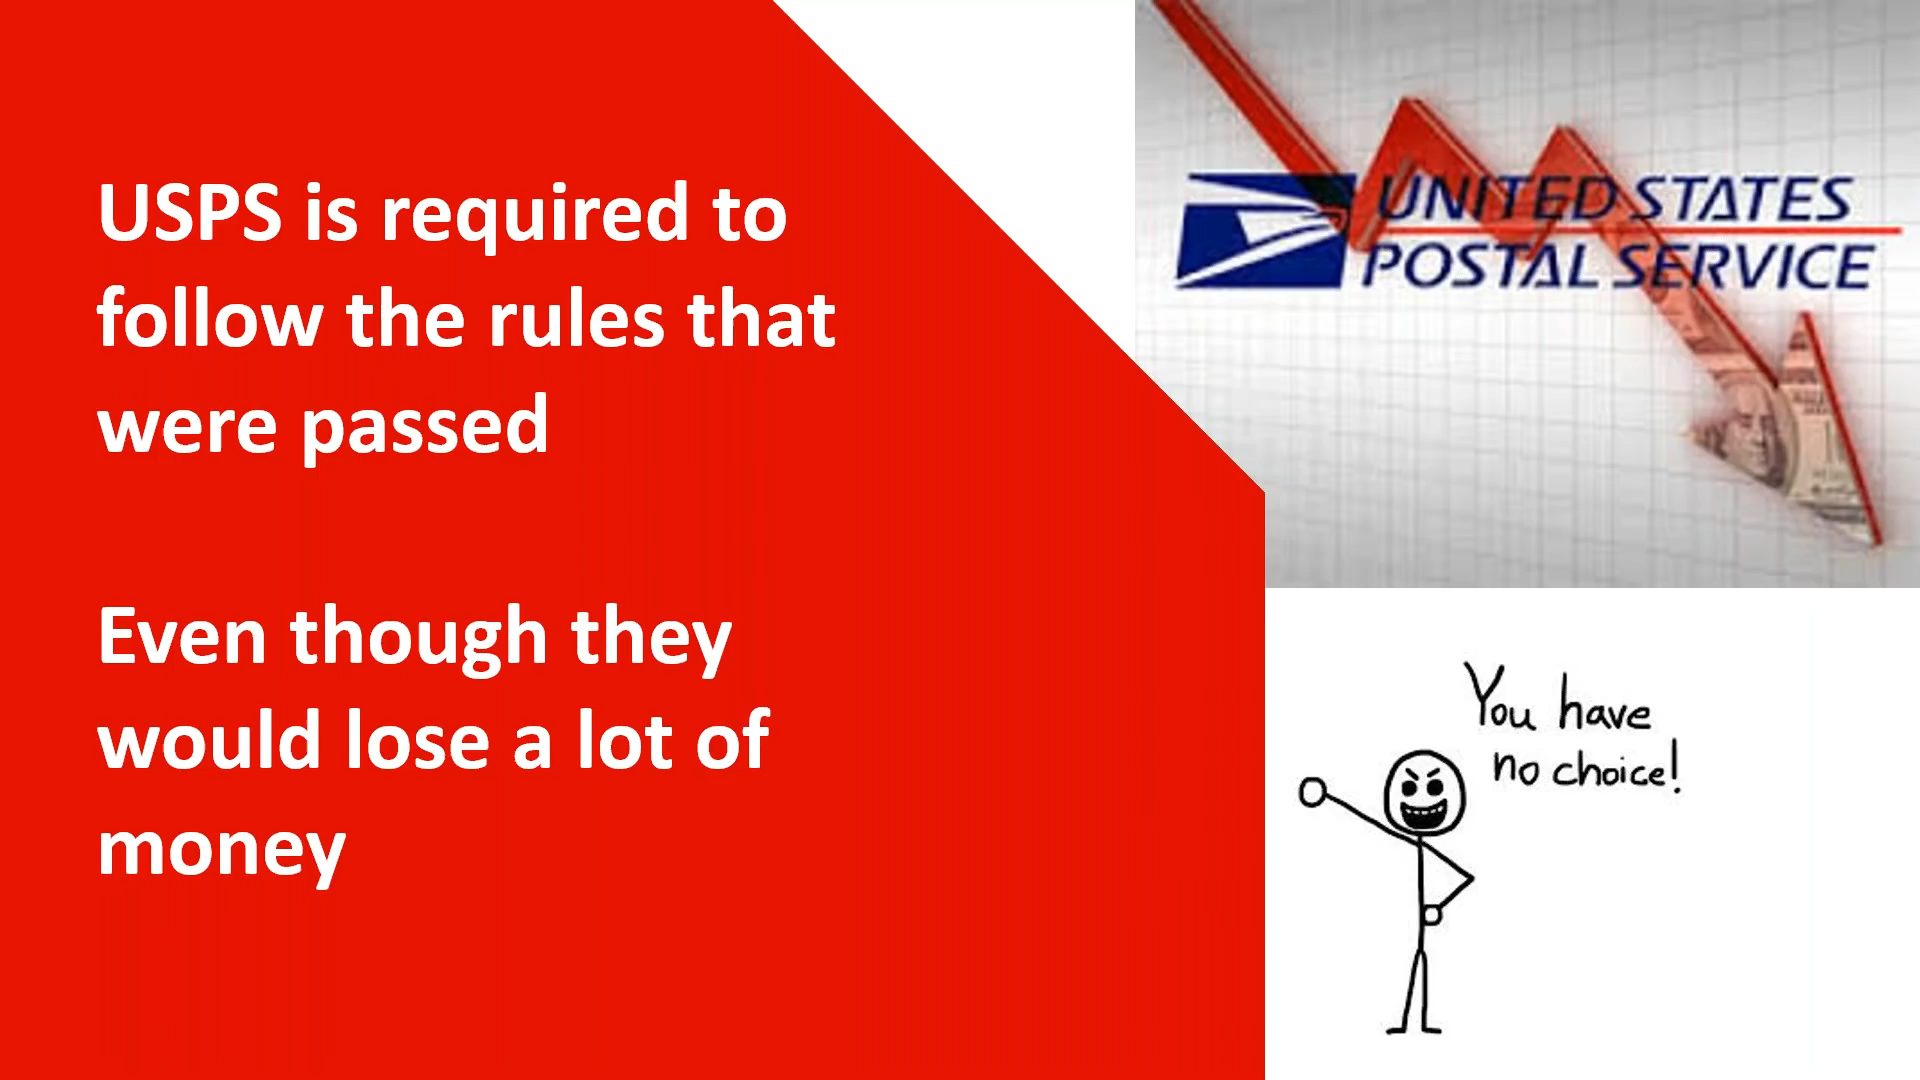 USPS is required to
follow the rules that
were passed
Even though they
would lose a lot of
money
UNITED STATES
POSTAL SERVICE
You have
no choice!